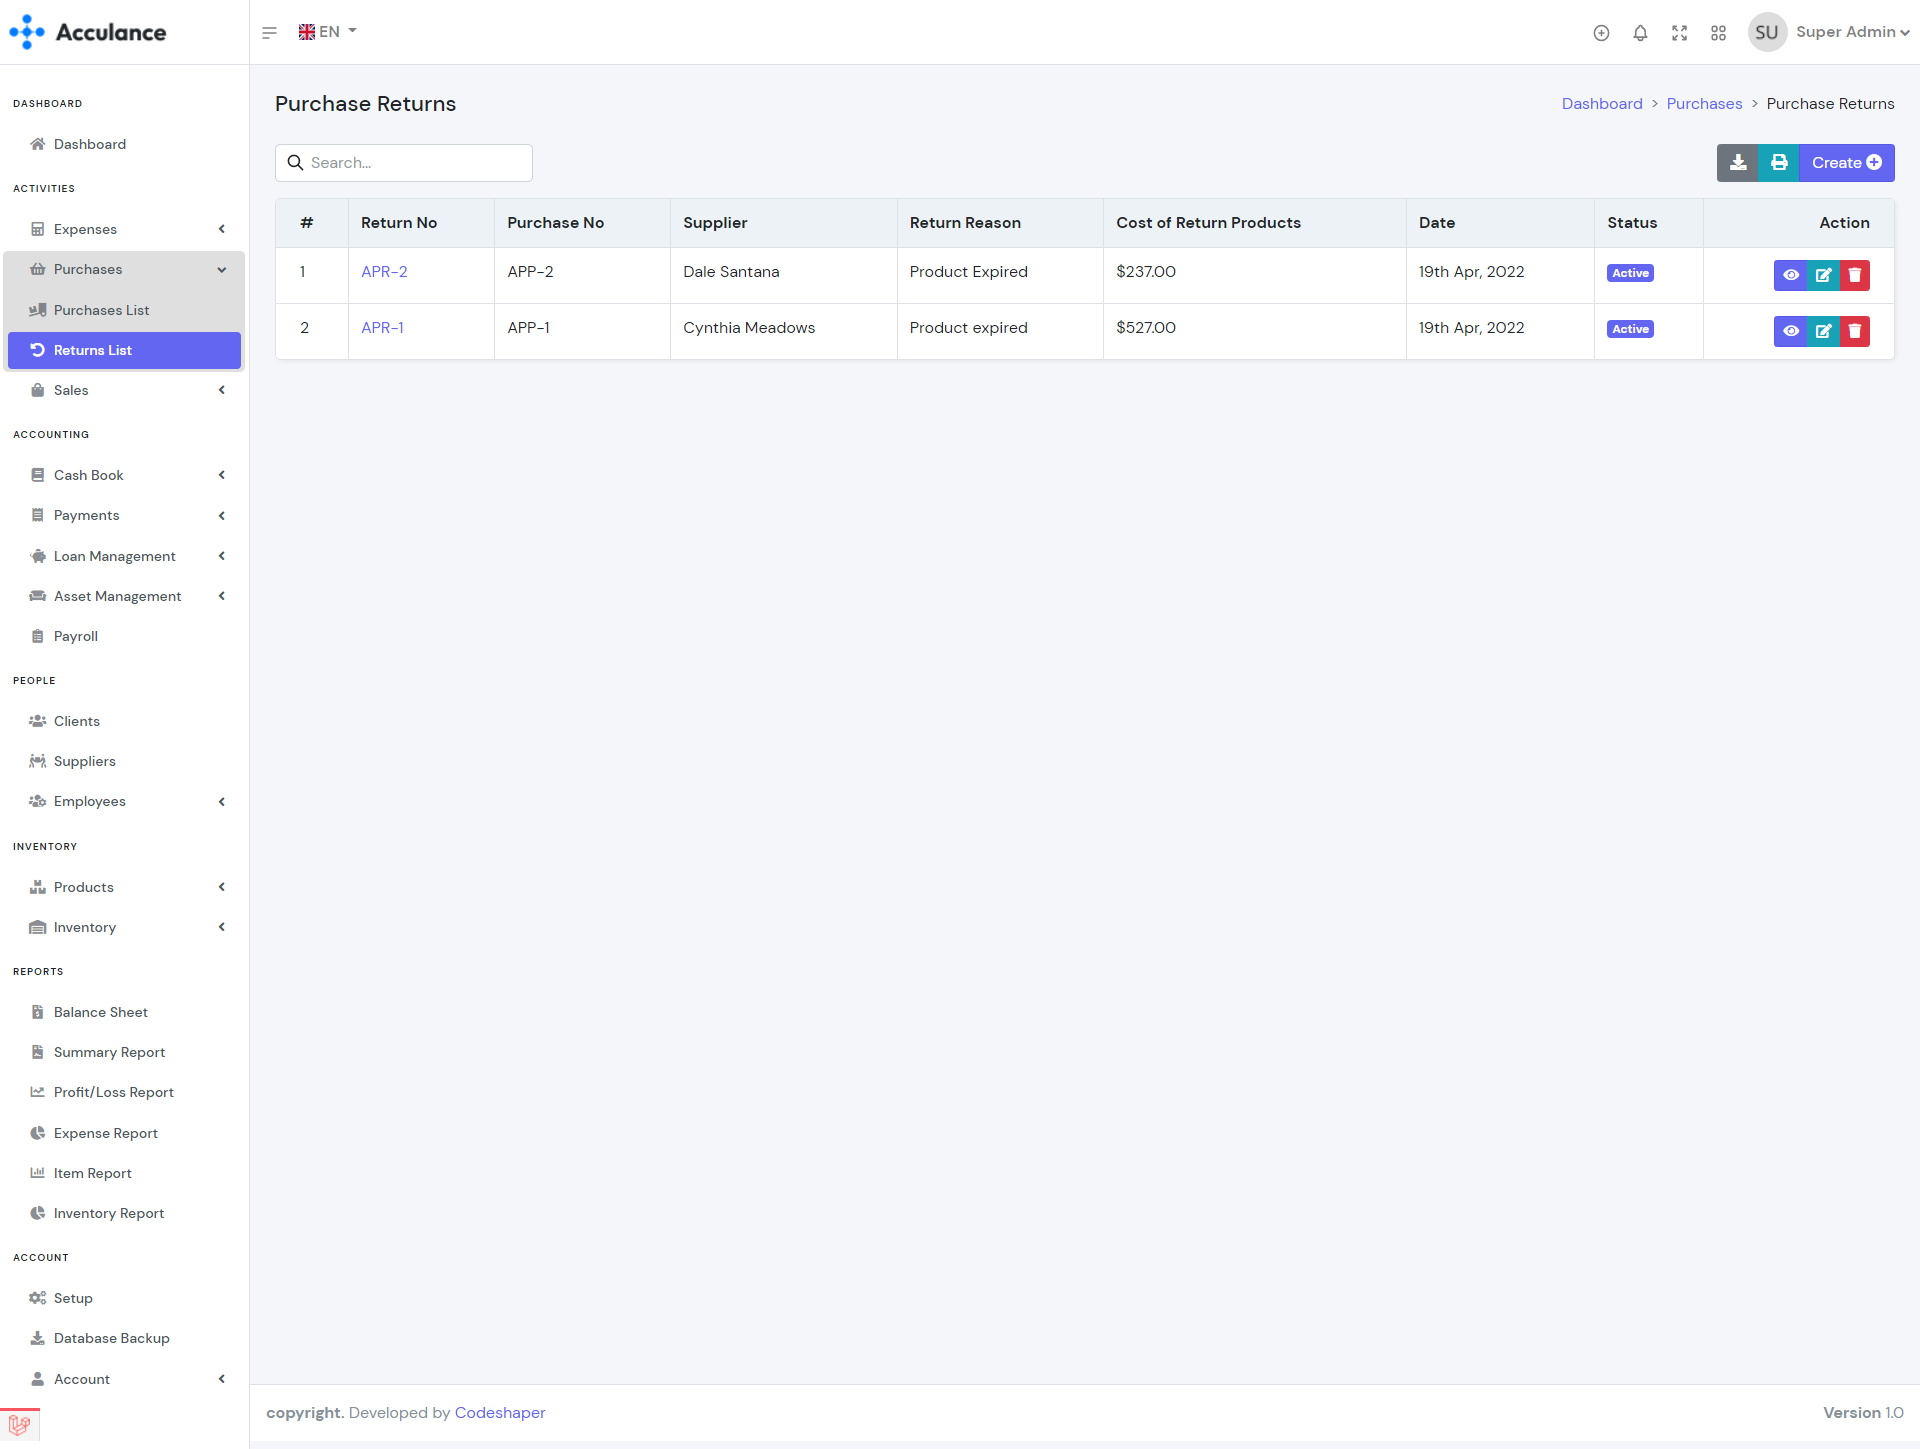 Acculance
EN
SU Super Admin
DASHBOARD
Dashboard
ACTIVITIES
Expenses
Purchases
Purchases List
Returns List
Sales
ACCOUNTING
Cash Book
Payments
Loan Management
Asset Management
Payroll
PEOPLE
Clients
Suppliers
Employees
INVENTORY
Products
Inventory
REPORTS
Balance Sheet
Summary Report
Profit/Loss Report
Expense Report
Item Report
Inventory Report
ACCOUNT
Setup
Database Backup
Account
Purchase Returns
Dashboard > Purchases > Purchase Returns
Search...
Create
# Return No Purchase No Supplier Return Reason Cost of Return Products Date Status Action
1 APR-2 APP-2 Dale Santana Product Expired $237.00 19th Apr, 2022 Active
2 APR-1 APP-1 Cynthia Meadows Product expired $527.00 19th Apr, 2022 Active
copyright. Developed by Codeshaper
Version 1.0